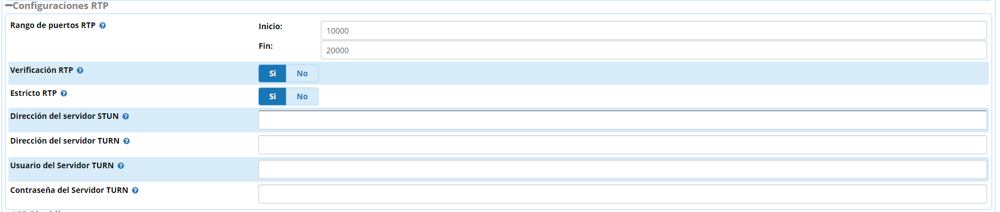 Configuraciones RTP
Rango de puertos RTP
Inicio:
10000
Fin:
20000
Verificación RTP
Si No
Estricto RTP
Si No
Dirección del servidor STUN
Dirección del servidor TURN
Usuario del Servidor TURN
Contraseña del Servidor TURN